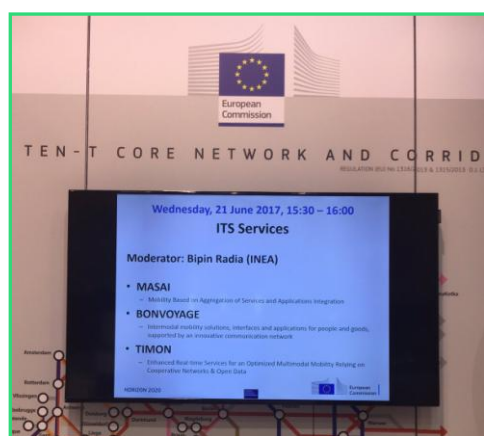 European
Commission
TEN-T CORE NETWORK AND CORRID
Wednesday, 21 June 2017, 15:30 – 16:00
ITS Services
Moderator: Bipin Radia (INEA)
• MASAI
– Mobility Based on Aggregation of Services and Applications Integration
• BONVOYAGE
– Intermodal mobility solutions, interfaces and applications for people and goods,
supported by an innovative communication network
• TIMON
– Enhanced Real-time Services for an Optimized Multimodal Mobility Relying on
Cooperative Networks & Open Data
HORIZON 2020
European
Commission
Amsterdam
Rotterdam